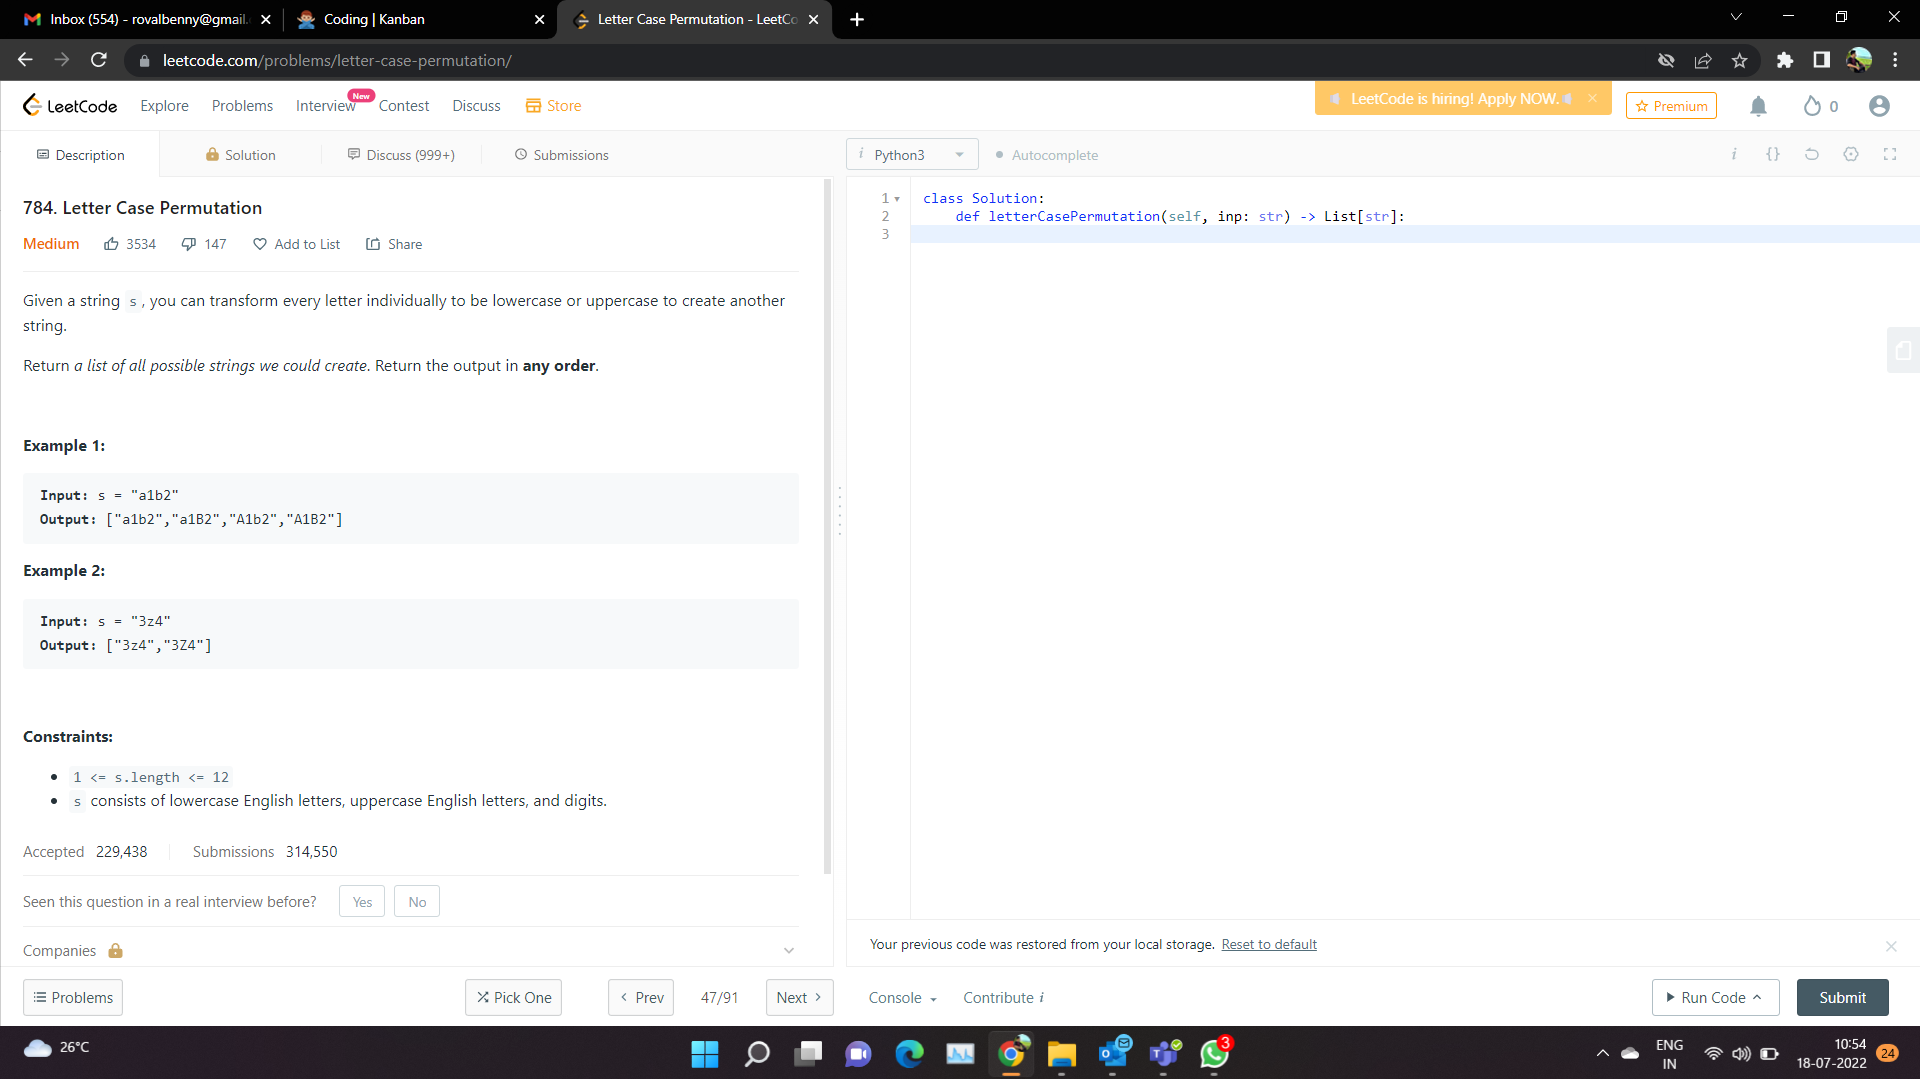 Inbox (554) - rovalbenny@gmail. Coding | Kanban Letter Case Permutation - LeetCo
leetcode.com/problems/letter-case-permutation/
LeetCode Explore Problems Interview New Contest Discuss Store LeetCode is hiring! Apply NOW. Premium 0
Description Solution Discuss (999+) Submissions i Python3 Autocomplete i {}
784. Letter Case Permutation
Medium 3534 147 Add to List Share
Given a string s, you can transform every letter individually to be lowercase or uppercase to create another
string.
Return a list of all possible strings we could create. Return the output in any order.
Example 1:
Input: s = "a1b2"
Output: ["a1b2","a1B2","A1b2","A1B2"]
Example 2:
Input: s = "3z4"
Output: ["3z4","3Z4"]
Constraints:
1 <= s.length <= 12
s consists of lowercase English letters, uppercase English letters, and digits.
Accepted 229,438 Submissions 314,550
Seen this question in a real interview before? Yes No
Companies
1 class Solution:
2 def letterCasePermutation(self, inp: str) -> List[str]:
3
Your previous code was restored from your local storage. Reset to default
Problems Pick One Prev 47/91 Next Console Contribute i Run Code Submit
26°C 3 ENG 10:54
IN 18-07-2022 24